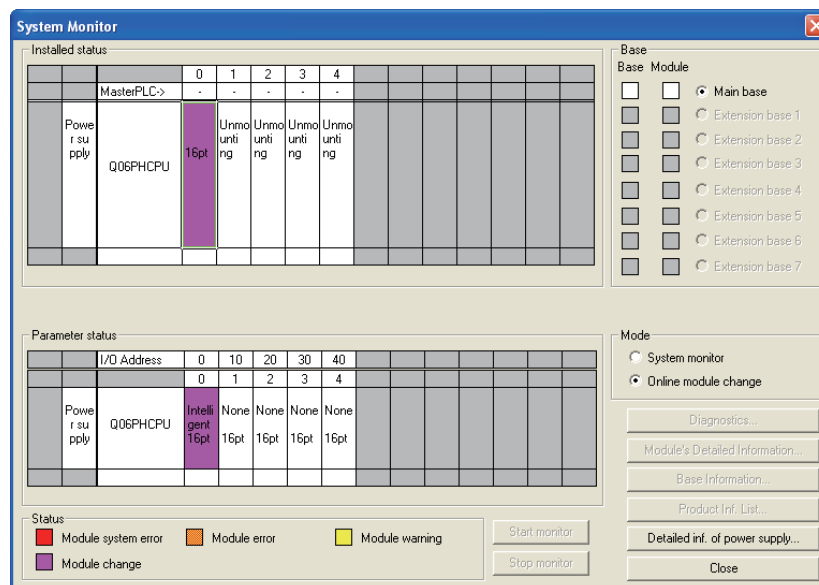 System Monitor
Installed status
0 1 2 3 4
MasterPLC-> - - - - -
Powe Unmo Unmo Unmo Unmo
r su unti unti unti unti
pply Q06PHCPU 16pt ng ng ng ng
Base
Base Module
Main base
Extension base 1
Extension base 2
Extension base 3
Extension base 4
Extension base 5
Extension base 6
Extension base 7
Parameter status
I/O Address 0 10 20 30 40
0 1 2 3 4
Powe Intelli None None None None
r su Q06PHCPU gent
pply 16pt 16pt 16pt 16pt 16pt
Mode
System monitor
Online module change
Diagnostics...
Module's Detailed Information...
Base Information...
Product Inf. List...
Detailed inf. of power supply...
Close
Status
Module system error Module error Module warning
Module change
Start monitor
Stop monitor